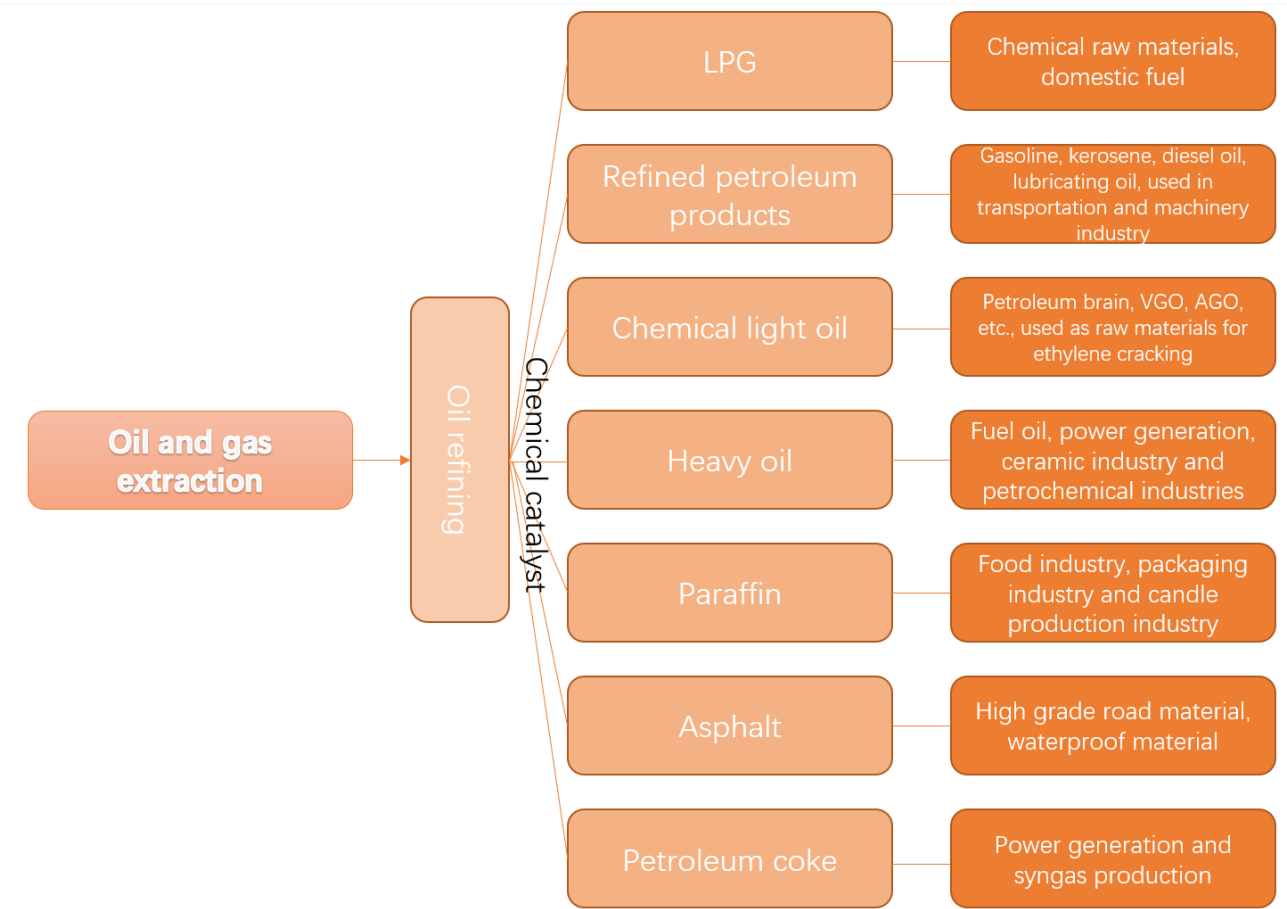 Oil and gas
extraction
Oil refining
Chemical catalyst
LPG
Chemical raw materials,
domestic fuel
Refined petroleum
products
Gasoline, kerosene, diesel oil,
lubricating oil, used in
transportation and machinery
industry
Chemical light oil
Petroleum brain, VGO, AGO,
etc., used as raw materials for
ethylene cracking
Heavy oil
Fuel oil, power generation,
ceramic industry and
petrochemical industries
Paraffin
Food industry, packaging
industry and candle
production industry
Asphalt
High grade road material,
waterproof material
Petroleum coke
Power generation and
syngas production